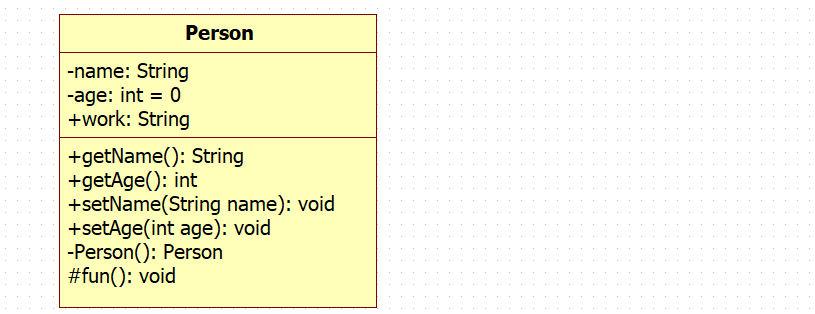 Person
-name: String
-age: int = 0
+work: String
+getName(): String
+getAge(): int
+setName(String name): void
+setAge(int age): void
-Person(): Person
#fun(): void